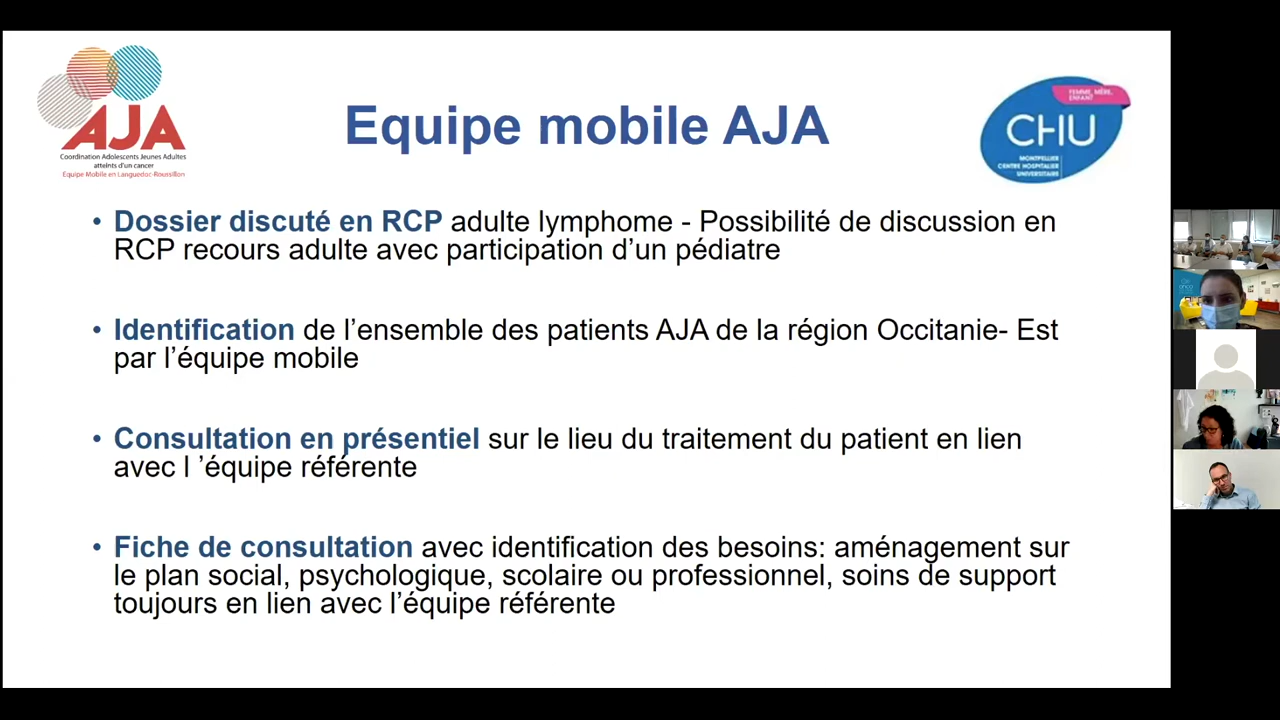 AJA
Coordination Adolescents Jeunes Adultes
atteints d'un cancer
Equipe Mobile en Languedoc-Roussillon
Equipe mobile AJA
FEMME, MÈRE,
ENFANT
CHU
MONTPELLIER
CENTRE HOSPITALIER
UNIVERSITAIRE
• Dossier discuté en RCP adulte lymphome - Possibilité de discussion en
RCP recours adulte avec participation d’un pédiatre
• Identification de l’ensemble des patients AJA de la région Occitanie- Est
par l’équipe mobile
• Consultation en présentiel sur le lieu du traitement du patient en lien
avec l ’équipe référente
• Fiche de consultation avec identification des besoins: aménagement sur
le plan social, psychologique, scolaire ou professionnel, soins de support
toujours en lien avec l’équipe référente